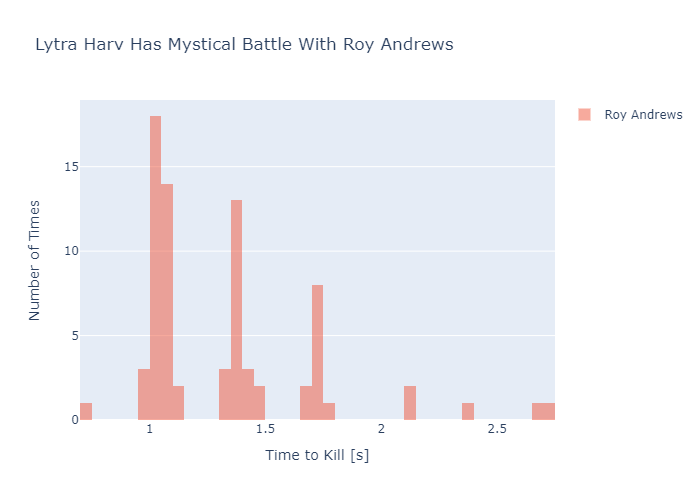 Lytra Harv Has Mystical Battle With Roy Andrews
Roy Andrews
Number of Times
15
10
5
0
1
1.5
2
2.5
Time to Kill [s]